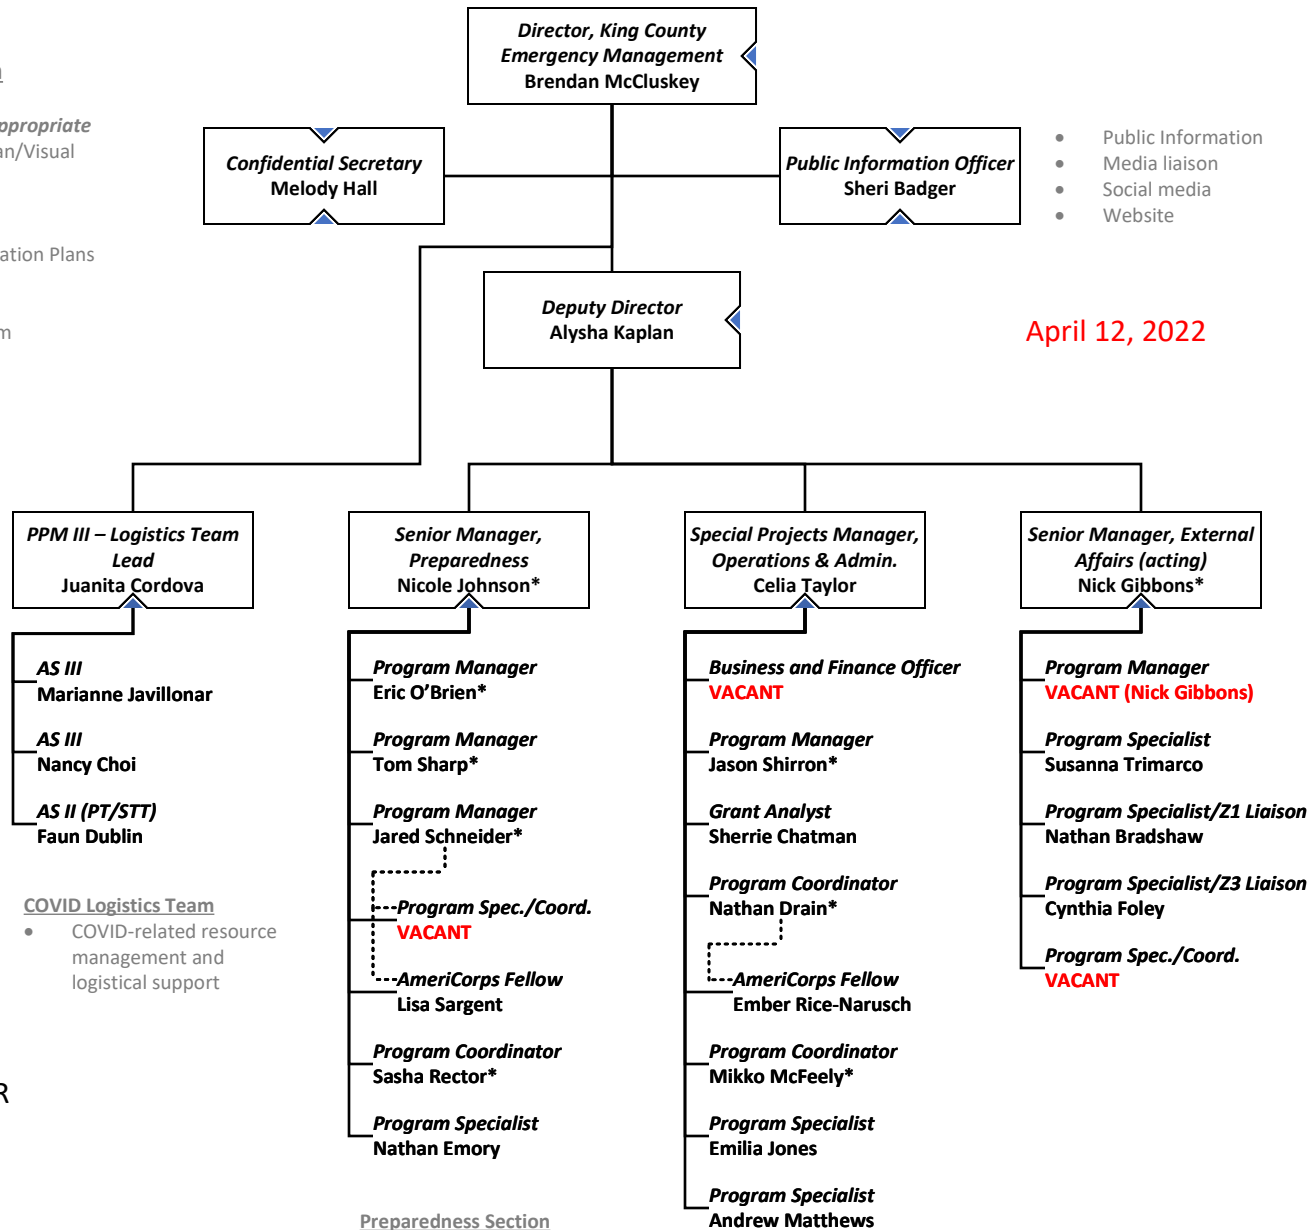 Director, King County
Emergency Management
Brendan McCluskey
ppropriate
an/Visual
ation Plans
m
Confidential Secretary
Melody Hall
Public Information Officer
Sheri Badger
• Public Information
• Media liaison
• Social media
• Website
Deputy Director
Alysha Kaplan
April 12, 2022
PPM III – Logistics Team
Lead
Juanita Cordova
AS III
Marianne Javillonar
AS III
Nancy Choi
AS II (PT/STT)
Faun Dublin
COVID Logistics Team
• COVID-related resource
management and
logistical support
R
Senior Manager,
Preparedness
Nicole Johnson*
Program Manager
Eric O’Brien*
Program Manager
Tom Sharp*
Program Manager
Jared Schneider*
Program Spec./Coord.
VACANT
AmeriCorps Fellow
Lisa Sargent
Program Coordinator
Sasha Rector*
Program Specialist
Nathan Emory
Preparedness Section
Special Projects Manager,
Operations & Admin.
Celia Taylor
Business and Finance Officer
VACANT
Program Manager
Jason Shirron*
Grant Analyst
Sherrie Chatman
Program Coordinator
Nathan Drain*
AmeriCorps Fellow
Ember Rice-Narusch
Program Coordinator
Mikko McFeely*
Program Specialist
Emilia Jones
Program Specialist
Andrew Matthews
Senior Manager, External
Affairs (acting)
Nick Gibbons*
Program Manager
VACANT (Nick Gibbons)
Program Specialist
Susanna Trimarco
Program Specialist/Z1 Liaison
Nathan Bradshaw
Program Specialist/Z3 Liaison
Cynthia Foley
Program Spec./Coord.
VACANT